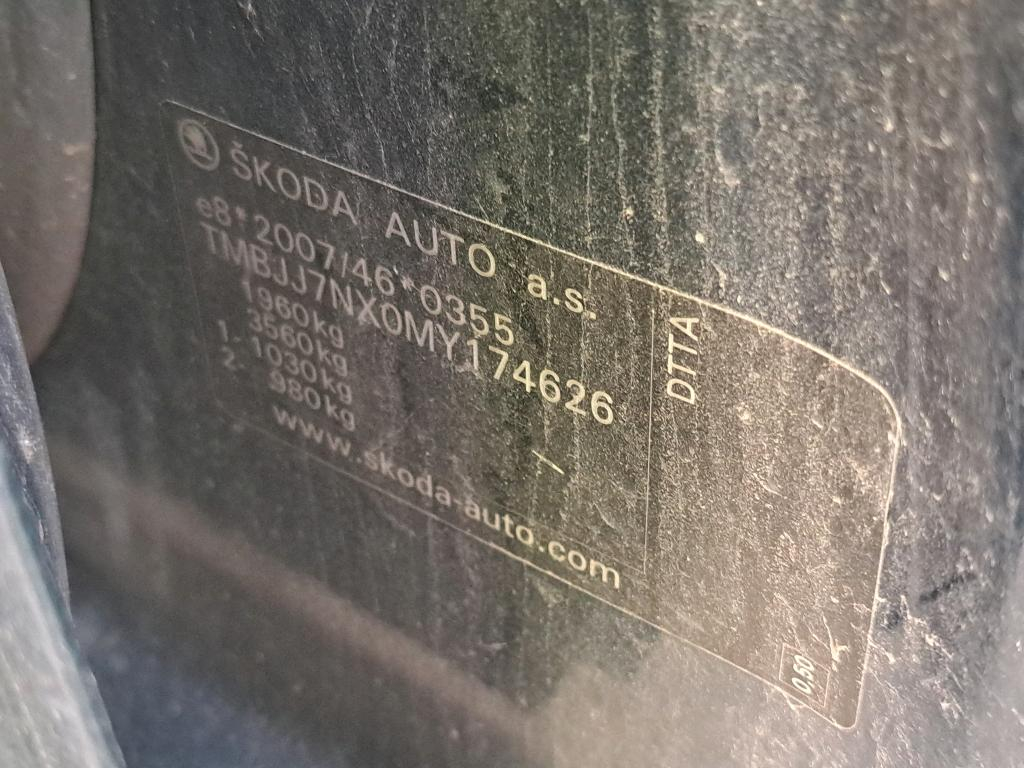 ŠKODA AUTO a.s.
e8*2007/46*0355
TMBJJ7NX0MY174626
1960kg
3560kg
1- 1030kg
2- 980kg
www.skoda-auto.com
DTTA
0.50